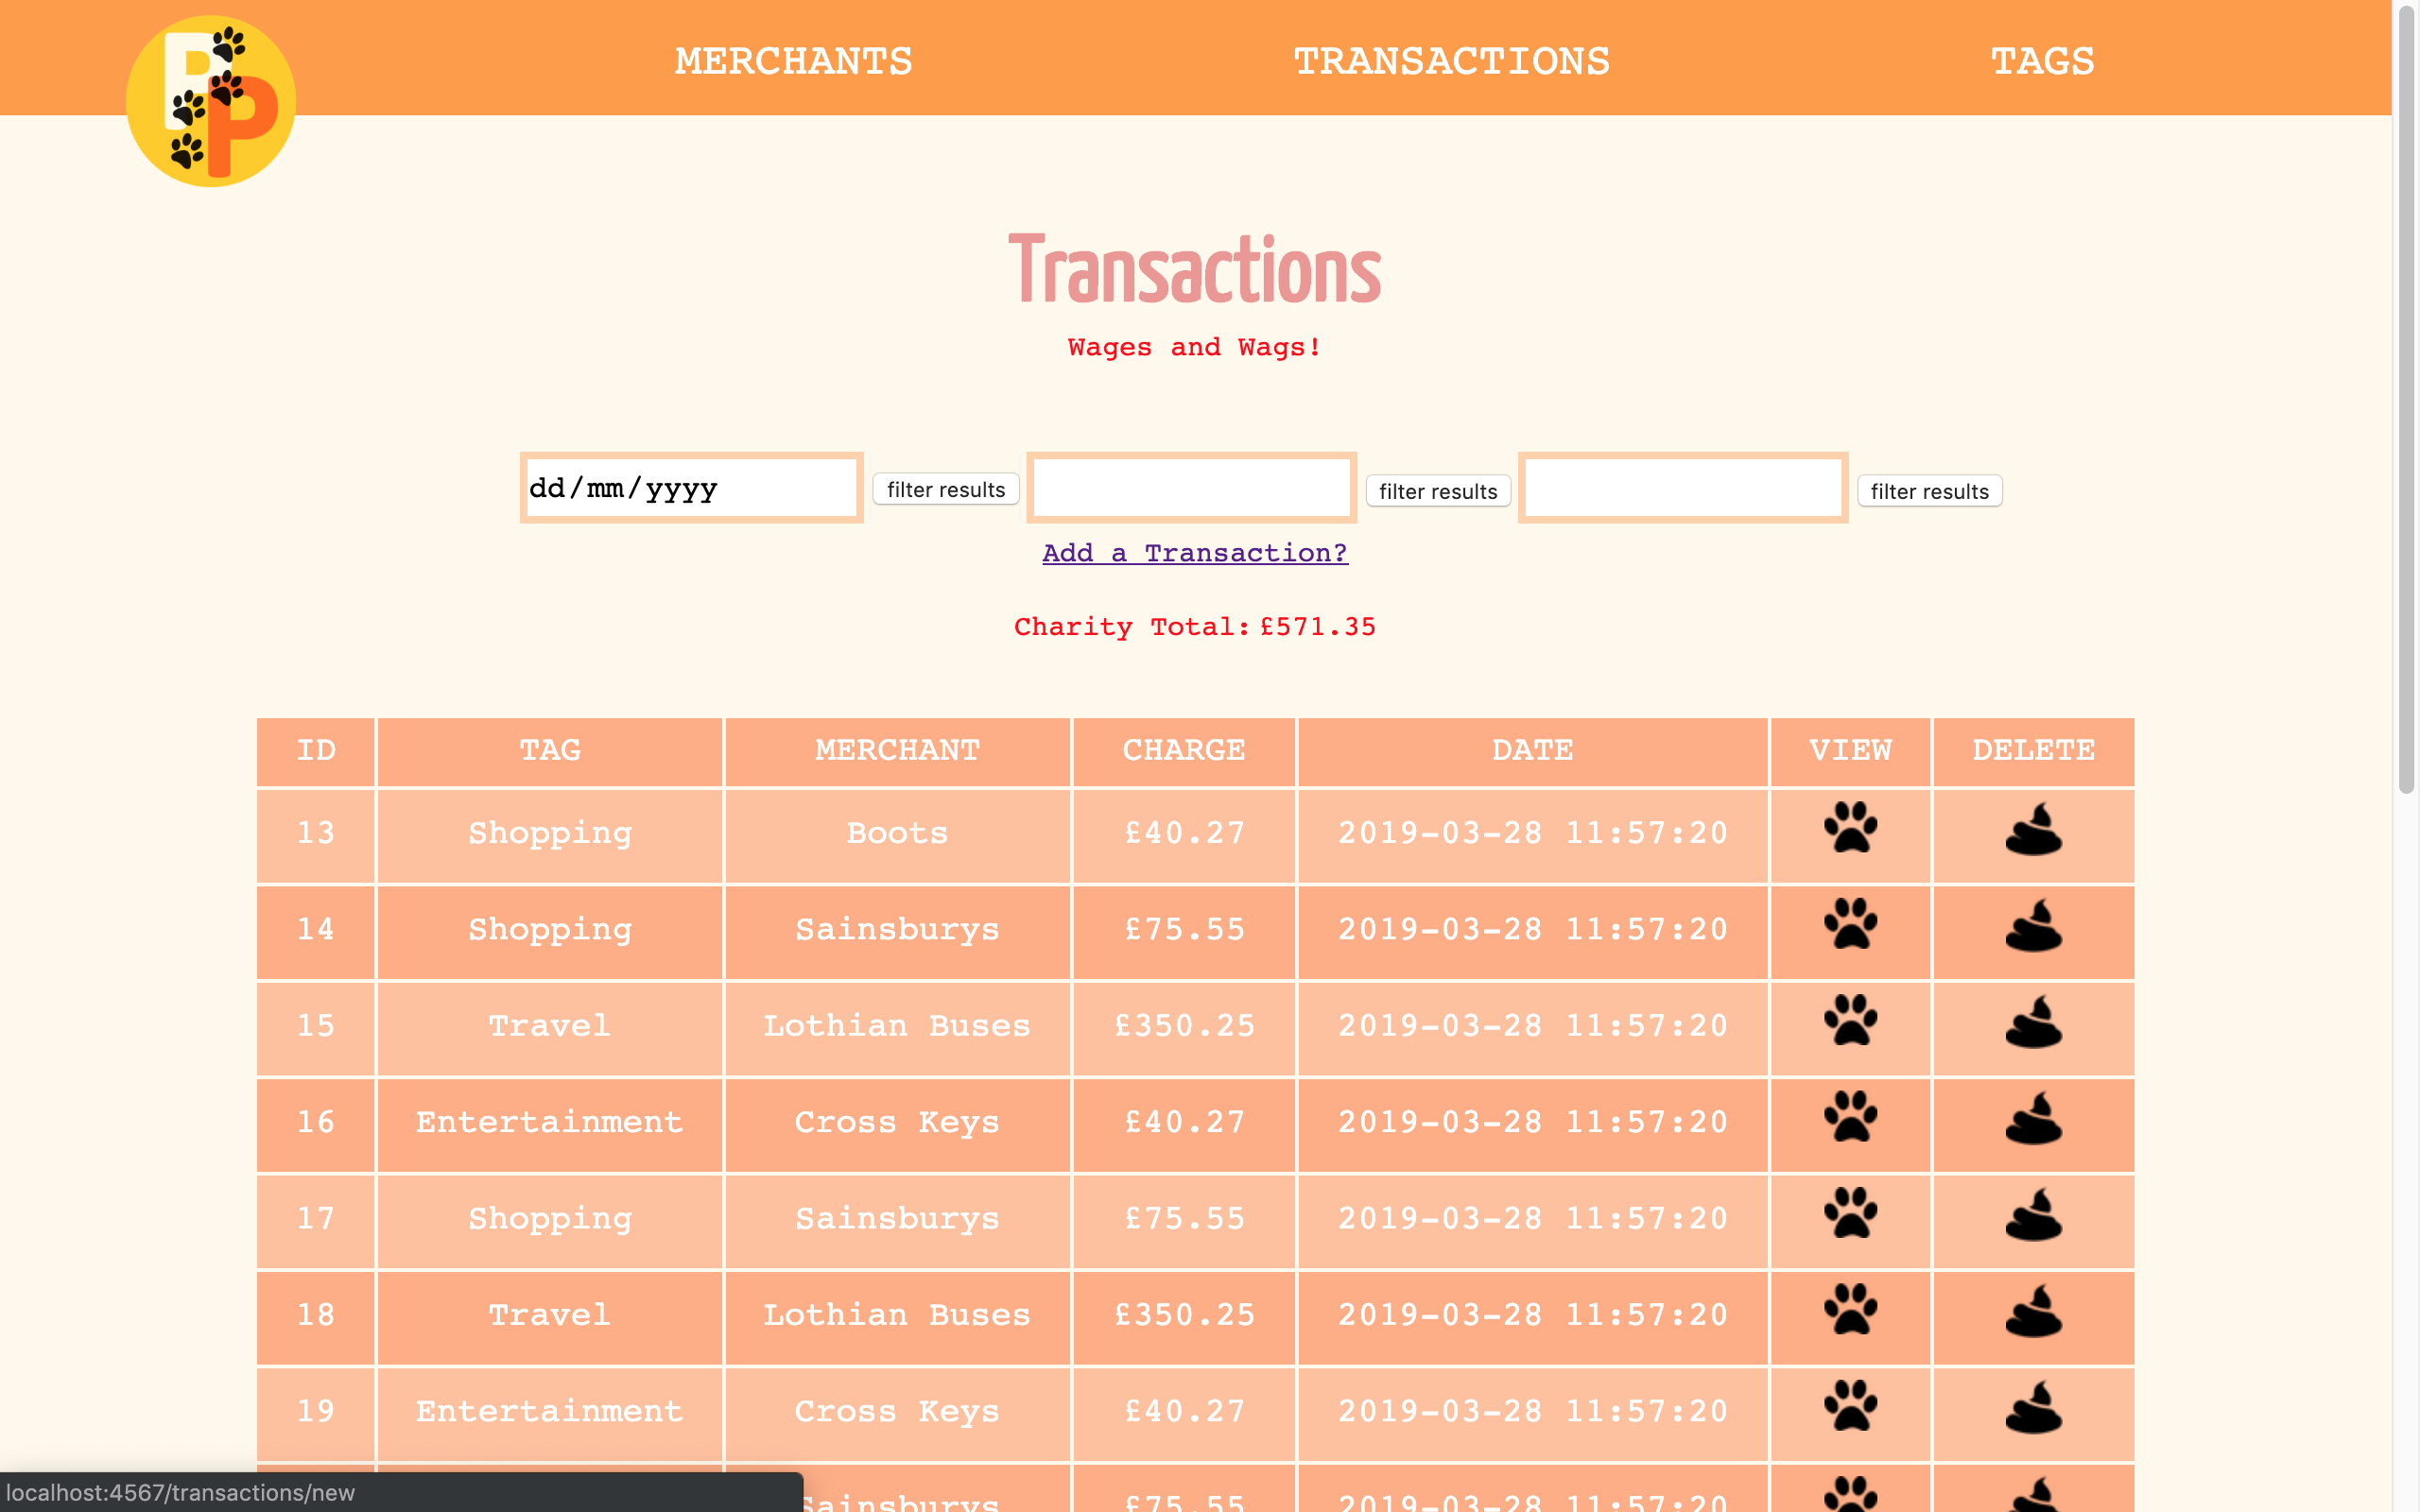 PP
MERCHANTS TRANSACTIONS TAGS
Transactions
Wages and Wags!
dd/mm/yyyy filter results filter results filter results
Add a Transaction?
Charity Total: £571.35
ID TAG MERCHANT CHARGE DATE VIEW DELETE
13 Shopping Boots £40.27 2019-03-28 11:57:20
14 Shopping Sainsburys £75.55 2019-03-28 11:57:20
15 Travel Lothian Buses £350.25 2019-03-28 11:57:20
16 Entertainment Cross Keys £40.27 2019-03-28 11:57:20
17 Shopping Sainsburys £75.55 2019-03-28 11:57:20
18 Travel Lothian Buses £350.25 2019-03-28 11:57:20
19 Entertainment Cross Keys £40.27 2019-03-28 11:57:20
Sainsburys £75.55 2019-03-28 11:57:20
localhost:4567/transactions/new